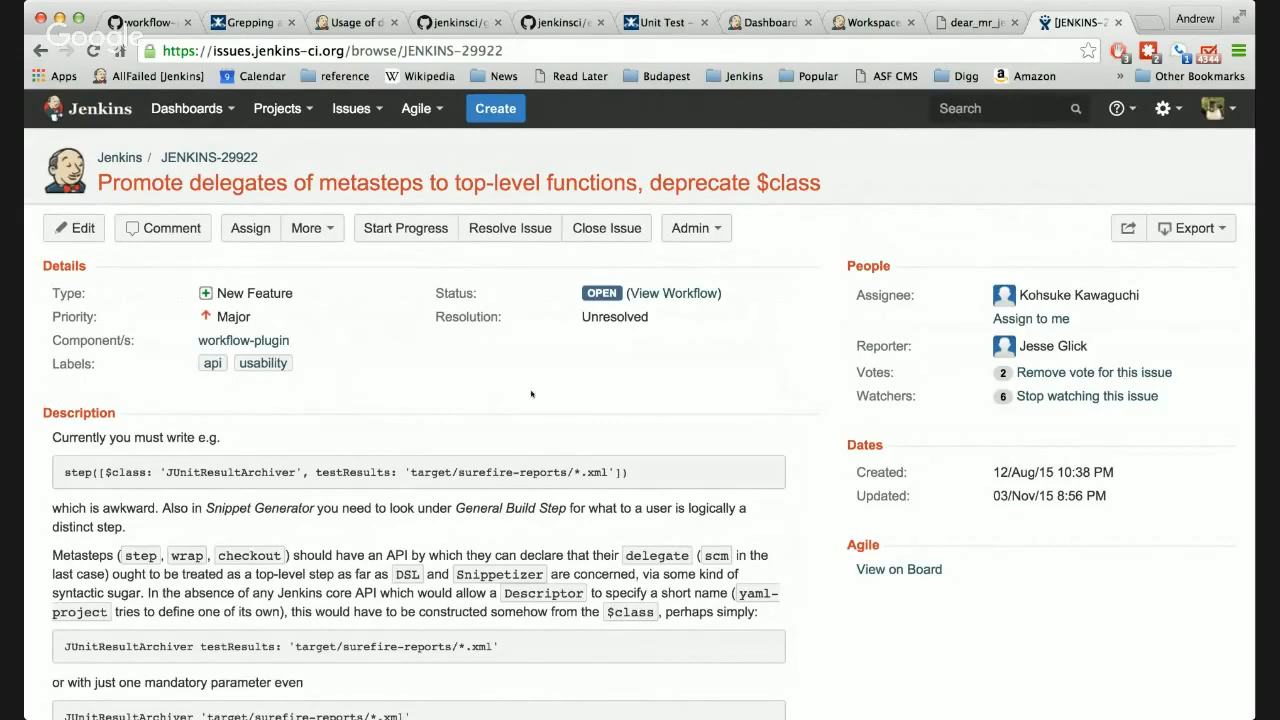 workflow-
Grepping a
Usage of d
jenkinsci/c
jenkinsci/e
Unit Test –
Dashboard
Workspace
dear_mr_je
[JENKINS-2
Andrew
Google
https://issues.jenkins-ci.org/browse/JENKINS-29922
3
2
1
4344
Apps
AllFailed [Jenkins]
9
Calendar
reference
W
Wikipedia
News
Read Later
Budapest
Jenkins
Popular
ASF CMS
Digg
Amazon
»
Other Bookmarks
Jenkins
Dashboards
Projects
Issues
Agile
Create
Search
Jenkins / JENKINS-29922
Promote delegates of metasteps to top-level functions, deprecate $class
Edit
Comment
Assign
More
Start Progress
Resolve Issue
Close Issue
Admin
Export
Details
Type: New Feature
Status: OPEN (View Workflow)
Priority: Major
Resolution: Unresolved
Component/s: workflow-plugin
Labels: api usability
People
Assignee: Kohsuke Kawaguchi
Assign to me
Reporter: Jesse Glick
Votes: 2 Remove vote for this issue
Watchers: 6 Stop watching this issue
Description
Currently you must write e.g.
step([$class: 'JUnitResultArchiver', testResults: 'target/surefire-reports/*.xml'])
which is awkward. Also in Snippet Generator you need to look under General Build Step for what to a user is logically a
distinct step.
Metasteps (step, wrap, checkout) should have an API by which they can declare that their delegate (scm in the
last case) ought to be treated as a top-level step as far as DSL and Snippetizer are concerned, via some kind of
syntactic sugar. In the absence of any Jenkins core API which would allow a Descriptor to specify a short name (yaml-
project tries to define one of its own), this would have to be constructed somehow from the $class, perhaps simply:
JUnitResultArchiver testResults: 'target/surefire-reports/*.xml'
or with just one mandatory parameter even
JUnitResultArchiver 'target/surefire-reports/*.xml'
Dates
Created: 12/Aug/15 10:38 PM
Updated: 03/Nov/15 8:56 PM
Agile
View on Board